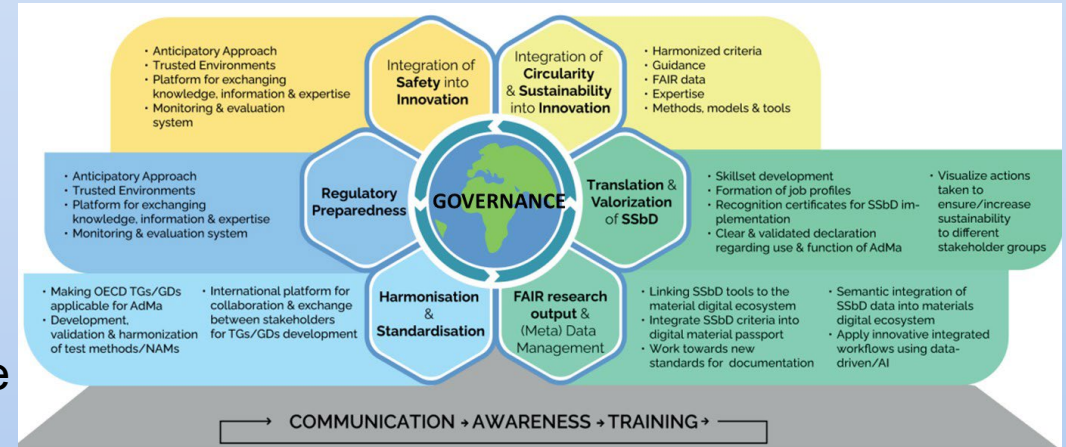 • Anticipatory Approach
• Trusted Environments
• Platform for exchanging
knowledge, information & expertise
• Monitoring & evaluation
system
Integration of
Safety into
Innovation
Integration of
Circularity
& Sustainability
into Innovation
• Harmonized criteria
• Guidance
• FAIR data
• Expertise
• Methods, models & tools
• Anticipatory Approach
• Trusted Environments
• Platform for exchanging
knowledge, information & expertise
• Monitoring & evaluation system
Regulatory
Preparedness
GOVERNANCE
Translation &
Valorization
of SSbD
• Skillset development
• Formation of job profiles
• Recognition certificates for SSbD im-
plementation
• Clear & validated declaration
regarding use & function of AdMa
• Visualize actions
taken to
ensure/increase
sustainability
to different
stakeholder groups
• Making OECD TGs/GDs
applicable for AdMa
• Development,
validation & harmonization
of test methods/NAMs
• International platform for
collaboration & exchange
between stakeholders
for TGs/GDs development
Harmonisation
&
Standardisation
FAIR research
output &
(Meta) Data
Management
• Linking SSbD tools to the
material digital ecosystem
• Integrate SSbD criteria into
digital material passport
• Work towards new
standards for documentation
• Semantic integration of
SSbD data into materials
digital ecosystem
• Apply innovative integrated
workflows using data-
driven/AI
e
COMMUNICATION → AWARENESS → TRAINING →